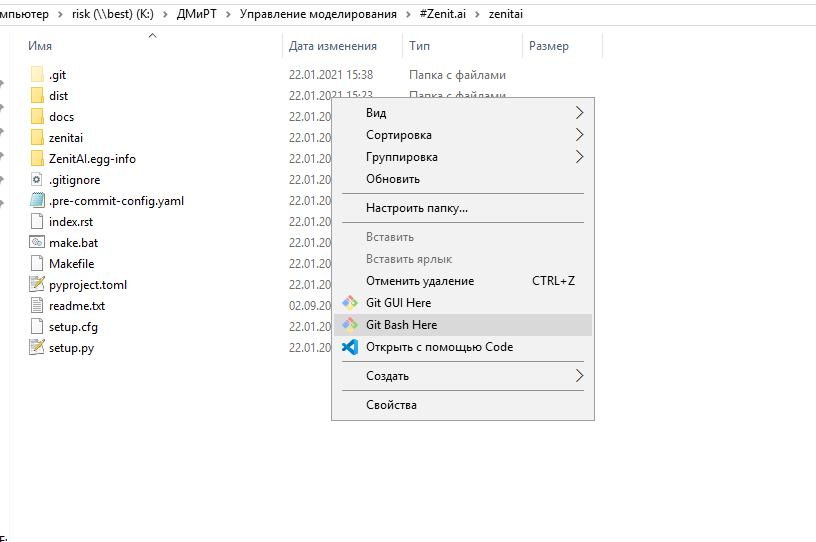 мпьютер > risk (\\best) (K:) > ДМиРТ > Управление моделирования > #Zenit.ai > zenitai
Имя Дата изменения Тип Размер
.git 22.01.2021 15:38 Папка с файлами
dist 22.01.2021 15:23 Папка с файлами
docs 22.01.20
zenitai 22.01.20
ZenitAI.egg-info 22.01.20
.gitignore 22.01.20
.pre-commit-config.yaml 22.01.20
index.rst 22.01.20
make.bat 22.01.20
Makefile 22.01.20
pyproject.toml 22.01.20
readme.txt 02.09.20
setup.cfg 22.01.20
setup.py 22.01.20
Вид
Сортировка
Группировка
Обновить
Настроить папку...
Вставить
Вставить ярлык
Отменить удаление CTRL+Z
Git GUI Here
Git Bash Here
Открыть с помощью Code
Создать
Свойства